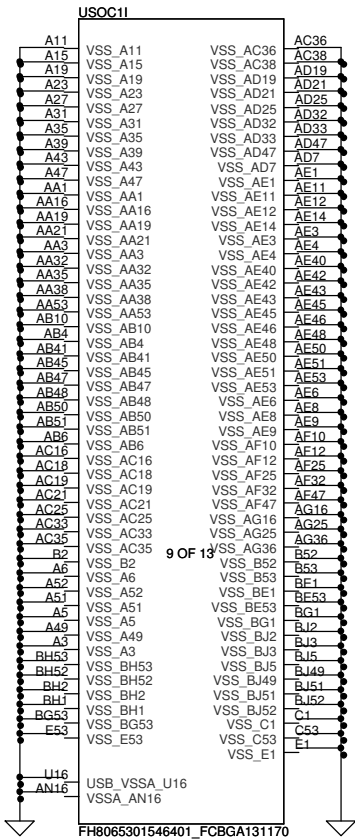 USOC1I
A11 VSS_A11 VSS_AC36 AC36
A15 VSS_A15 VSS_AC38 AC38
A19 VSS_A19 VSS_AD19 AD19
A23 VSS_A23 VSS_AD21 AD21
A27 VSS_A27 VSS_AD25 AD25
A31 VSS_A31 VSS_AD32 AD32
A35 VSS_A35 VSS_AD33 AD33
A39 VSS_A39 VSS_AD47 AD47
A43 VSS_A43 VSS_AD7 AD7
A47 VSS_A47 VSS_AE1 AE1
AA1 VSS_AA1 VSS_AE11 AE11
AA16 VSS_AA16 VSS_AE12 AE12
AA19 VSS_AA19 VSS_AE14 AE14
AA21 VSS_AA21 VSS_AE3 AE3
AA3 VSS_AA3 VSS_AE4 AE4
AA32 VSS_AA32 VSS_AE40 AE40
AA35 VSS_AA35 VSS_AE42 AE42
AA38 VSS_AA38 VSS_AE43 AE43
AA53 VSS_AA53 VSS_AE45 AE45
AB10 VSS_AB10 VSS_AE46 AE46
AB4 VSS_AB4 VSS_AE48 AE48
AB41 VSS_AB41 VSS_AE50 AE50
AB45 VSS_AB45 VSS_AE51 AE51
AB47 VSS_AB47 VSS_AE53 AE53
AB48 VSS_AB48 VSS_AE6 AE6
AB50 VSS_AB50 VSS_AE8 AE8
AB51 VSS_AB51 VSS_AE9 AE9
AB6 VSS_AB6 VSS_AF10 AF10
AC16 VSS_AC16 VSS_AF12 AF12
AC18 VSS_AC18 VSS_AF25 AF25
AC19 VSS_AC19 VSS_AF32 AF32
AC21 VSS_AC21 VSS_AF47 AF47
AC25 VSS_AC25 VSS_AG16 AG16
AC33 VSS_AC33 VSS_AG25 AG25
AC35 VSS_AC35 9 OF 13 VSS_AG36 AG36
B2 VSS_B2 VSS_B52 B52
A6 VSS_A6 VSS_B53 B53
A52 VSS_A52 VSS_BE1 BE1
A51 VSS_A51 VSS_BE53 BE53
A5 VSS_A5 VSS_BG1 BG1
A49 VSS_A49 VSS_BJ2 BJ2
A3 VSS_A3 VSS_BJ3 BJ3
BH53 VSS_BH53 VSS_BJ5 BJ5
BH52 VSS_BH52 VSS_BJ49 BJ49
BH2 VSS_BH2 VSS_BJ51 BJ51
BH1 VSS_BH1 VSS_BJ52 BJ52
BG53 VSS_BG53 VSS_C1 C1
E53 VSS_E53 VSS_C53 C53
VSS_E1 E1
U16 USB_VSSA_U16
AN16 VSSA_AN16
FH8065301546401_FCBGA131170